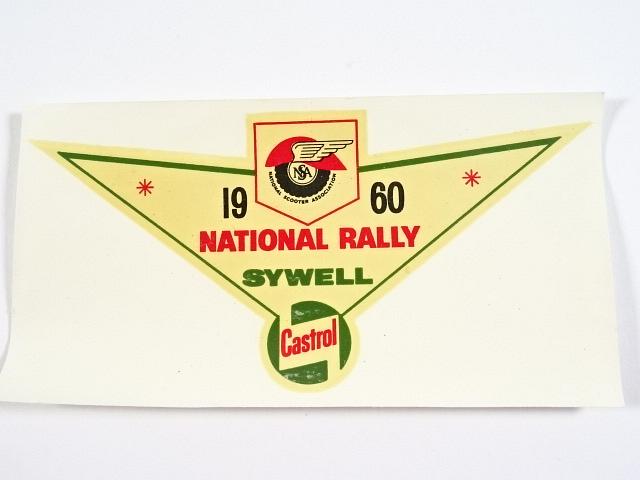 NSA
NATIONAL SCOOTER ASSOCIATION
19 60
NATIONAL RALLY
SYWELL
Castrol